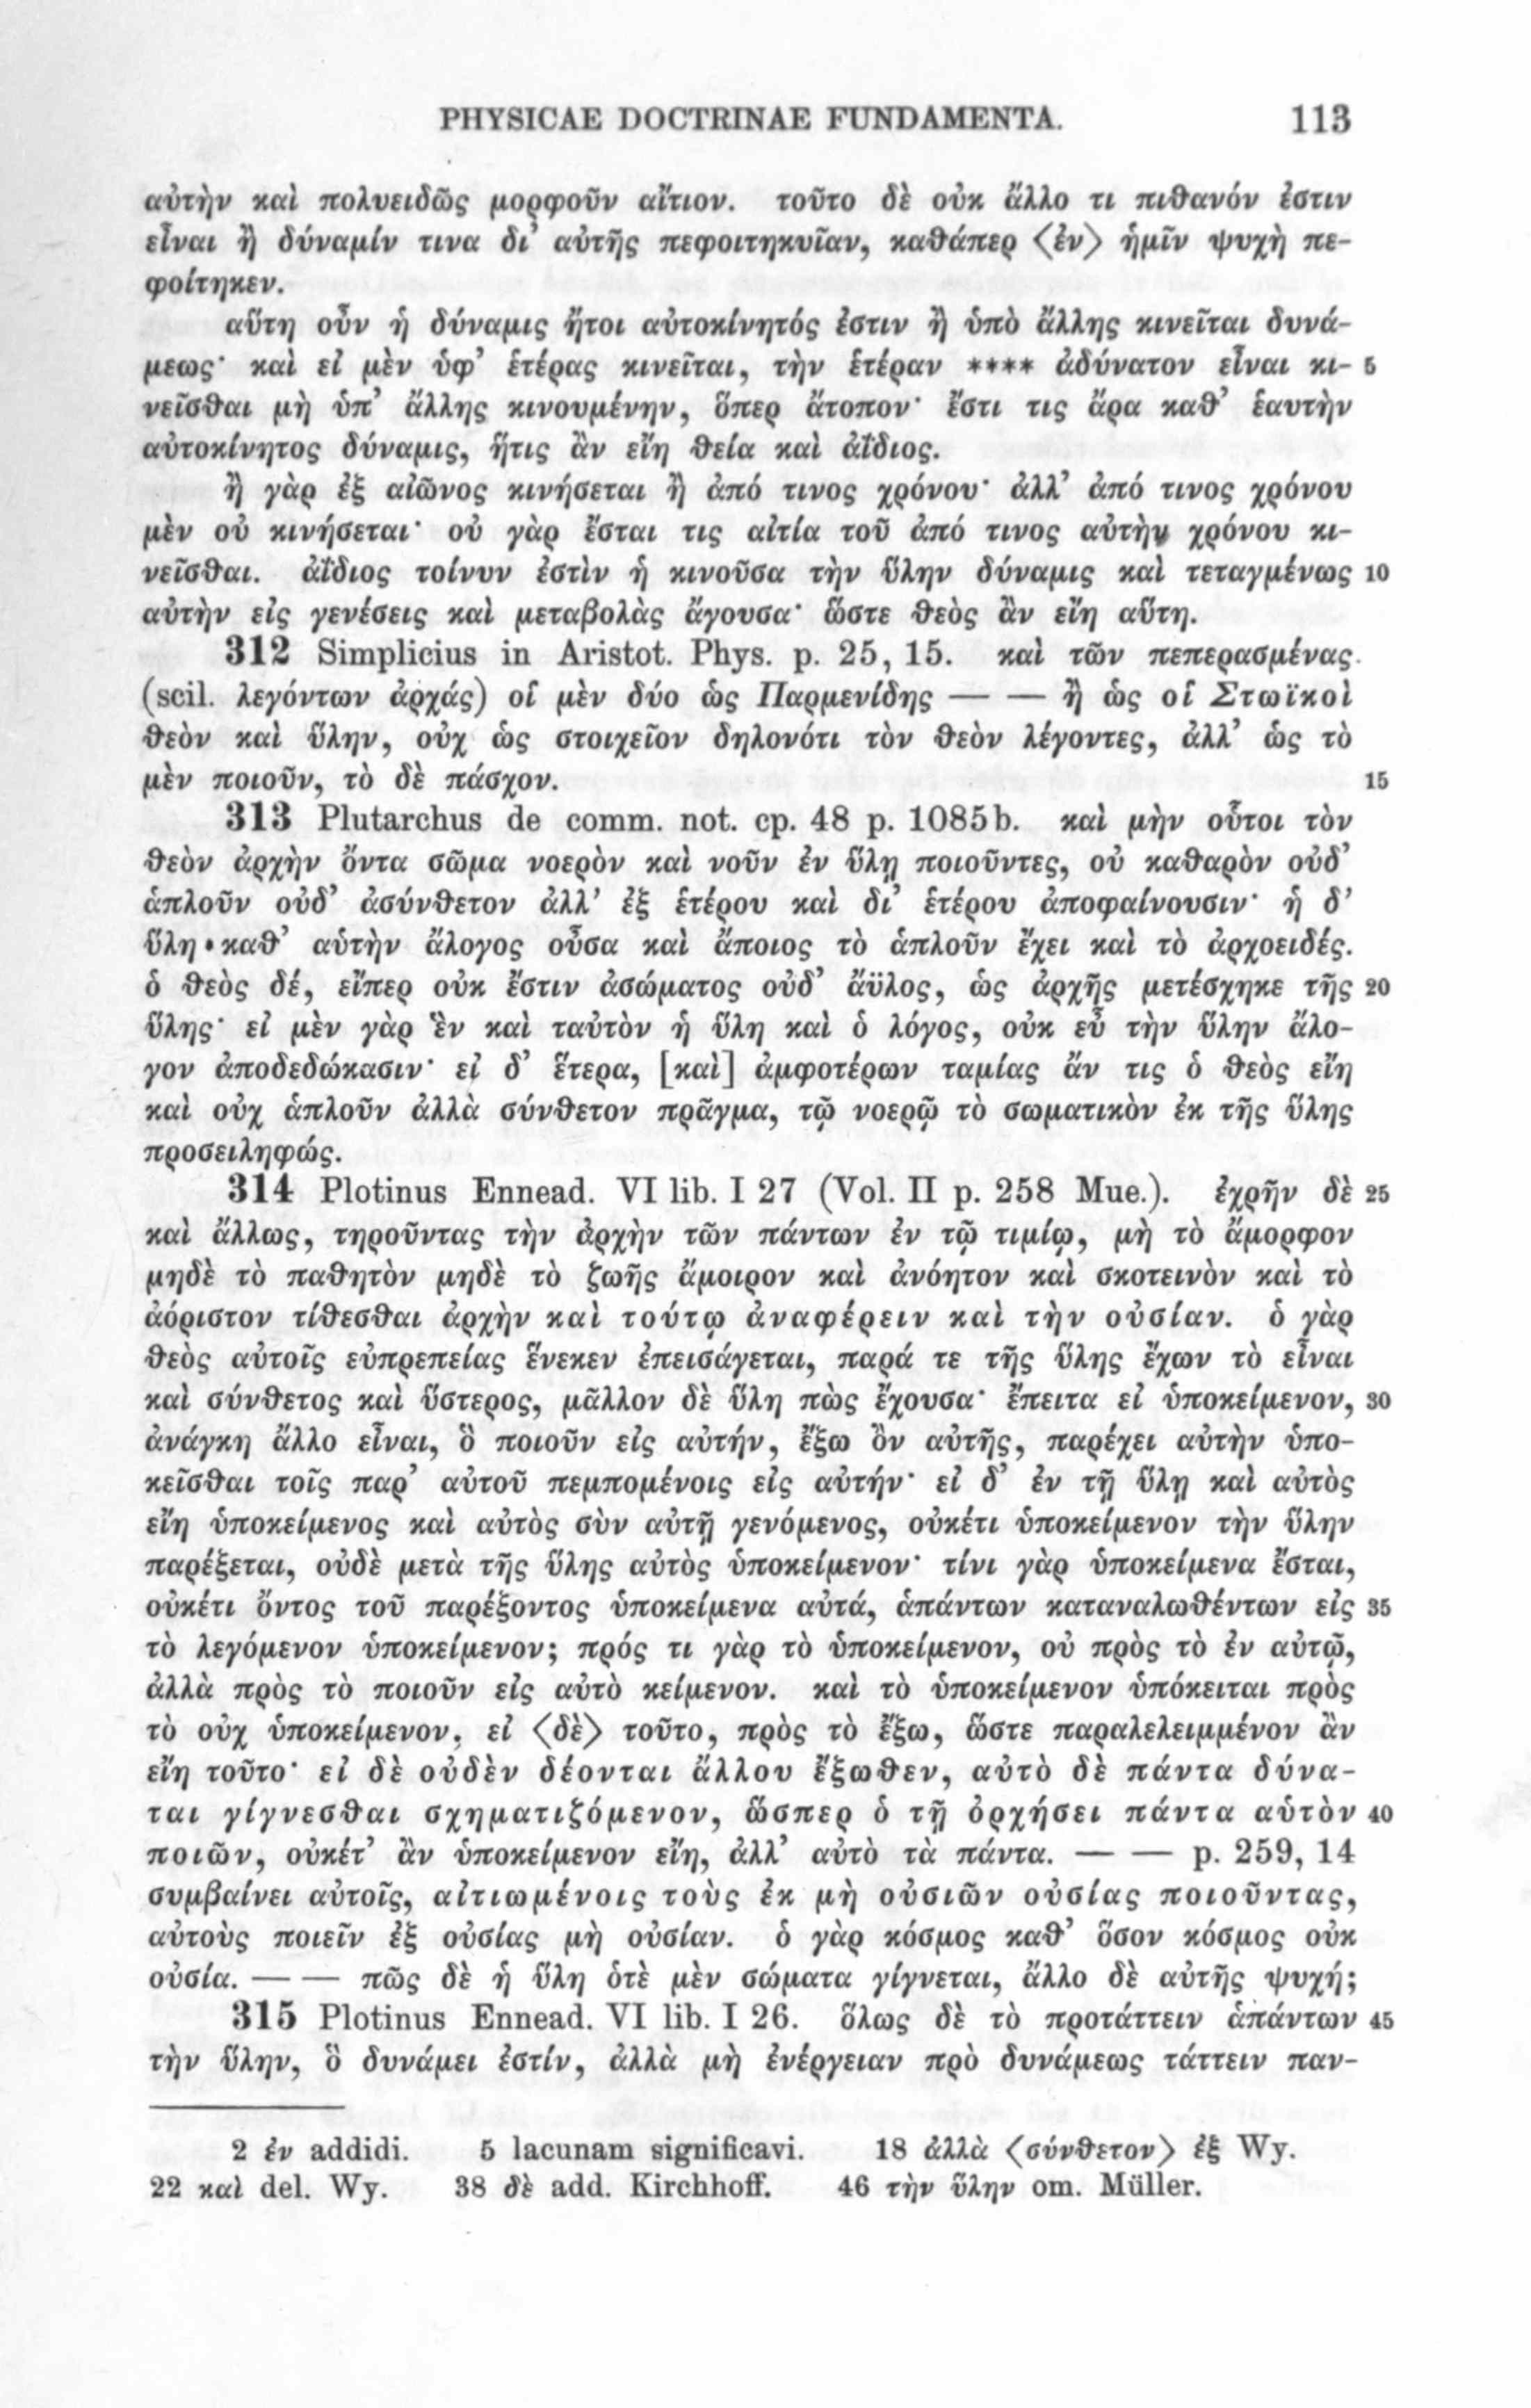 PHYSICAE DOCTRINAE FUNDAMENTA. 113
αὐτὴν καὶ πολυειδῶς μορφοῦν αἴτιον. τοῦτο δὲ οὐκ ἄλλο τι πιθανόν ἐστιν
εἶναι ἢ δύναμίν τινα δι᾽ αὐτῆς πεφοιτηκυῖαν, καθάπερ <ἐν> ἡμῖν ψυχὴ πε-
φοίτηκεν.
αὕτη οὖν ἡ δύναμις ἤτοι αὐτοκίνητός ἐστιν ἢ ὑπὸ ἄλλης κινεῖται δυνά-
μεως· καὶ εἰ μὲν ὑφ᾽ ἑτέρας κινεῖται, τὴν ἑτέραν **** ἀδύνατον εἶναι κι- 5
νεῖσθαι μὴ ὑπ᾽ ἄλλης κινουμένην, ὅπερ ἄτοπον· ἔστι τις ἄρα καθ᾽ ἑαυτὴν
αὐτοκίνητος δύναμις, ἥτις ἂν εἴη θεία καὶ ἀΐδιος.
ἢ γὰρ ἐξ αἰῶνος κινήσεται ἢ ἀπό τινος χρόνου· ἀλλ᾽ ἀπό τινος χρόνου
μὲν οὐ κινήσεται· οὐ γὰρ ἔσται τις αἰτία τοῦ ἀπό τινος αὐτὴν χρόνου κι-
νεῖσθαι. ἀΐδιος τοίνυν ἐστὶν ἡ κινοῦσα τὴν ὕλην δύναμις καὶ τεταγμένως 10
αὐτὴν εἰς γενέσεις καὶ μεταβολὰς ἄγουσα· ὥστε θεὸς ἂν εἴη αὕτη.
312 Simplicius in Aristot. Phys. p. 25, 15. καὶ τῶν πεπερασμένας
(scil. λεγόντων ἀρχάς) οἱ μὲν δύο ὡς Παρμενίδης — — ἢ ὡς οἱ Στωϊκοὶ
θεὸν καὶ ὕλην, οὐχ ὡς στοιχεῖον δηλονότι τὸν θεὸν λέγοντες, ἀλλ᾽ ὡς τὸ
μὲν ποιοῦν, τὸ δὲ πάσχον. 15
313 Plutarchus de comm. not. cp. 48 p. 1085b. καὶ μὴν οὗτοι τὸν
θεὸν ἀρχὴν ὄντα σῶμα νοερὸν καὶ νοῦν ἐν ὕλῃ ποιοῦντες, οὐ καθαρὸν οὐδ᾽
ἁπλοῦν οὐδ᾽ ἀσύνθετον ἀλλ᾽ ἐξ ἑτέρου καὶ δι᾽ ἑτέρου ἀποφαίνουσιν· ἡ δ᾽
ὕλη καθ᾽ αὑτὴν ἄλογος οὖσα καὶ ἄποιος τὸ ἁπλοῦν ἔχει καὶ τὸ ἀρχοειδές.
ὁ θεὸς δέ, εἴπερ οὐκ ἔστιν ἀσώματος οὐδ᾽ ἄϋλος, ὡς ἀρχῆς μετέσχηκε τῆς 20
ὕλης· εἰ μὲν γὰρ ἓν καὶ ταὐτὸν ἡ ὕλη καὶ ὁ λόγος, οὐκ εὖ τὴν ὕλην ἄλο-
γον ἀποδεδώκασιν· εἰ δ᾽ ἕτερα, [καὶ] ἀμφοτέρων ταμίας ἄν τις ὁ θεὸς εἴη
καὶ οὐχ ἁπλοῦν ἀλλὰ σύνθετον πρᾶγμα, τῷ νοερῷ τὸ σωματικὸν ἐκ τῆς ὕλης
προσειληφώς.
314 Plotinus Ennead. VI lib. I 27 (Vol. II p. 258 Mue.). ἐχρῆν δὲ 25
καὶ ἄλλως, τηροῦντας τὴν ἀρχὴν τῶν πάντων ἐν τῷ τιμίῳ, μὴ τὸ ἄμορφον
μηδὲ τὸ παθητὸν μηδὲ τὸ ζωῆς ἄμοιρον καὶ ἀνόητον καὶ σκοτεινὸν καὶ τὸ
ἀόριστον τίθεσθαι ἀρχὴν καὶ τούτῳ ἀναφέρειν καὶ τὴν οὐσίαν. ὁ γὰρ
θεὸς αὐτοῖς εὐπρεπείας ἕνεκεν ἐπεισάγεται, παρά τε τῆς ὕλης ἔχων τὸ εἶναι
καὶ σύνθετος καὶ ὕστερος, μᾶλλον δὲ ὕλη πὼς ἔχουσα· ἔπειτα εἰ ὑποκείμενον, 30
ἀνάγκη ἄλλο εἶναι, ὃ ποιοῦν εἰς αὐτήν, ἔξω ὂν αὐτῆς, παρέχει αὐτὴν ὑπο-
κεῖσθαι τοῖς παρ᾽ αὐτοῦ πεμπομένοις εἰς αὐτήν· εἰ δ᾽ ἐν τῇ ὕλῃ καὶ αὐτὸς
εἴη ὑποκείμενος καὶ αὐτὸς σὺν αὐτῇ γενόμενος, οὐκέτι ὑποκείμενον τὴν ὕλην
παρέξεται, οὐδὲ μετὰ τῆς ὕλης αὐτὸς ὑποκείμενον· τίνι γὰρ ὑποκείμενα ἔσται,
οὐκέτι ὄντος τοῦ παρέξοντος ὑποκείμενα αὐτά, ἁπάντων καταναλωθέντων εἰς 35
τὸ λεγόμενον ὑποκείμενον; πρός τι γὰρ τὸ ὑποκείμενον, οὐ πρὸς τὸ ἐν αὐτῷ,
ἀλλὰ πρὸς τὸ ποιοῦν εἰς αὐτὸ κείμενον. καὶ τὸ ὑποκείμενον ὑπόκειται πρὸς
τὸ οὐχ ὑποκείμενον, εἰ <δὲ> τοῦτο, πρὸς τὸ ἔξω, ὥστε παραλελειμμένον ἂν
εἴη τοῦτο· εἰ δὲ οὐδὲν δέονται ἄλλου ἔξωθεν, αὐτὸ δὲ πάντα δύνα-
ται γίγνεσθαι σχηματιζόμενον, ὥσπερ ὁ τῇ ὀρχήσει πάντα αὑτὸν 40
ποιῶν, οὐκέτ᾽ ἂν ὑποκείμενον εἴη, ἀλλ᾽ αὐτὸ τὰ πάντα. — — p. 259, 14
συμβαίνει αὐτοῖς, αἰτιωμένοις τοὺς ἐκ μὴ οὐσιῶν οὐσίας ποιοῦντας,
αὐτοὺς ποιεῖν ἐξ οὐσίας μὴ οὐσίαν. ὁ γὰρ κόσμος καθ᾽ ὅσον κόσμος οὐκ
οὐσία. — — πῶς δὲ ἡ ὕλη ὁτὲ μὲν σώματα γίγνεται, ἄλλο δὲ αὐτῆς ψυχή;
315 Plotinus Ennead. VI lib. I 26. ὅλως δὲ τὸ προτάττειν ἁπάντων 45
τὴν ὕλην, ὃ δυνάμει ἐστίν, ἀλλὰ μὴ ἐνέργειαν πρὸ δυνάμεως τάττειν παν-
2 ἐν addidi. 5 lacunam significavi. 18 ἀλλὰ <σύνθετον> ἐξ Wy.
22 καὶ del. Wy. 38 δὲ add. Kirchhoff. 46 τὴν ὕλην om. Müller.